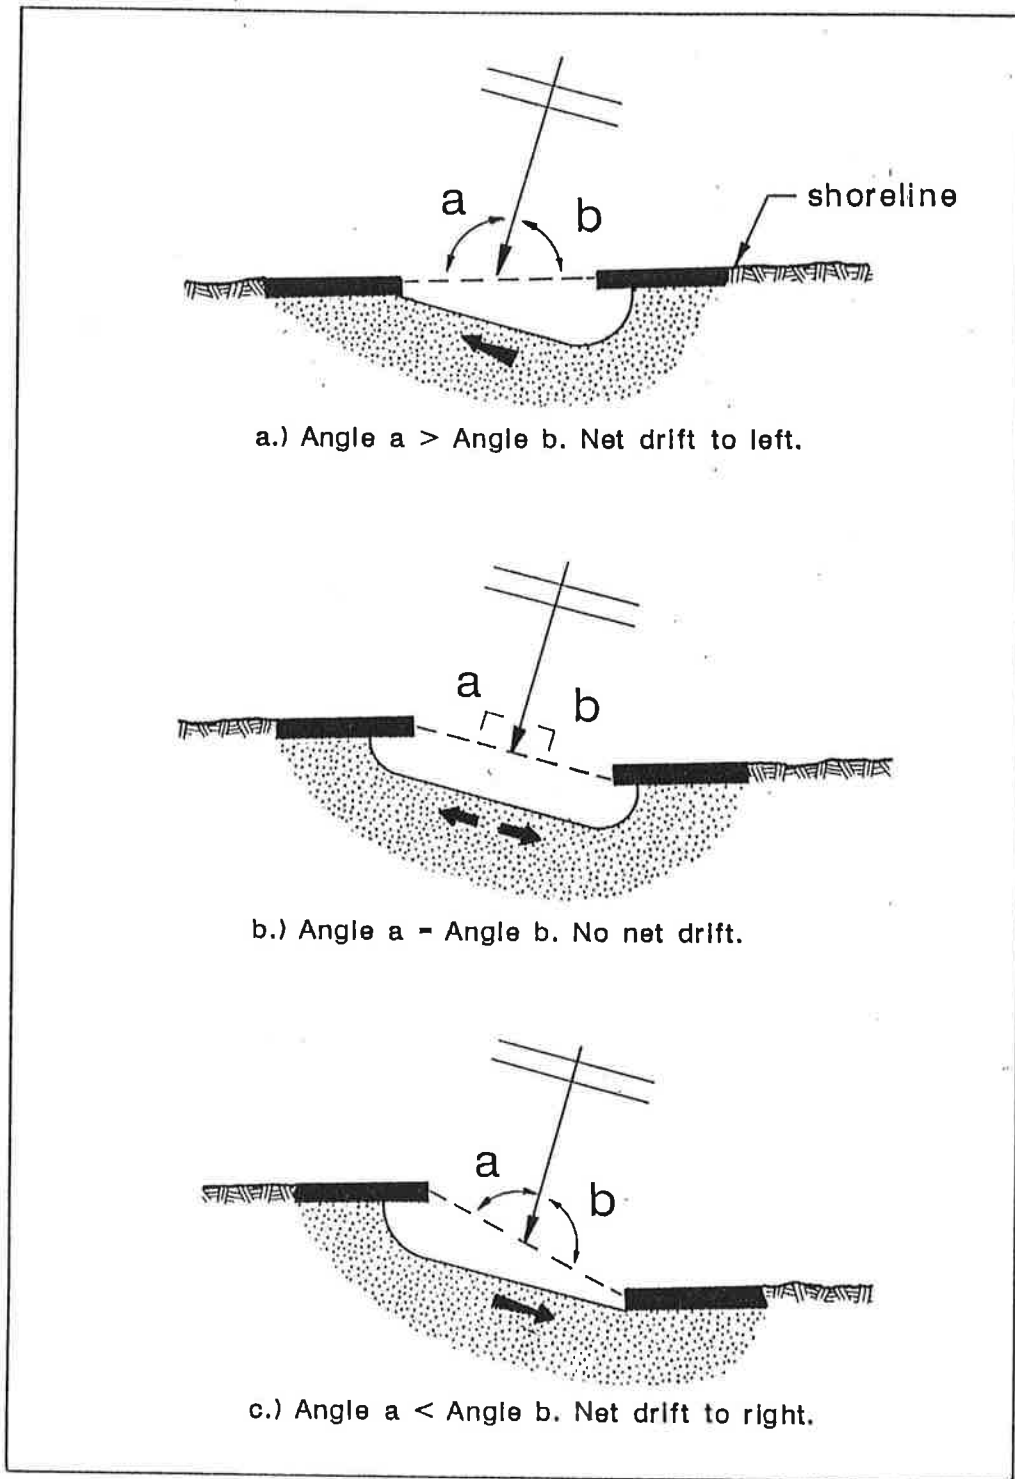 a
b
shoreline
a.) Angle a > Angle b. Net drift to left.
a
b
b.) Angle a = Angle b. No net drift.
a
b
c.) Angle a < Angle b. Net drift to right.